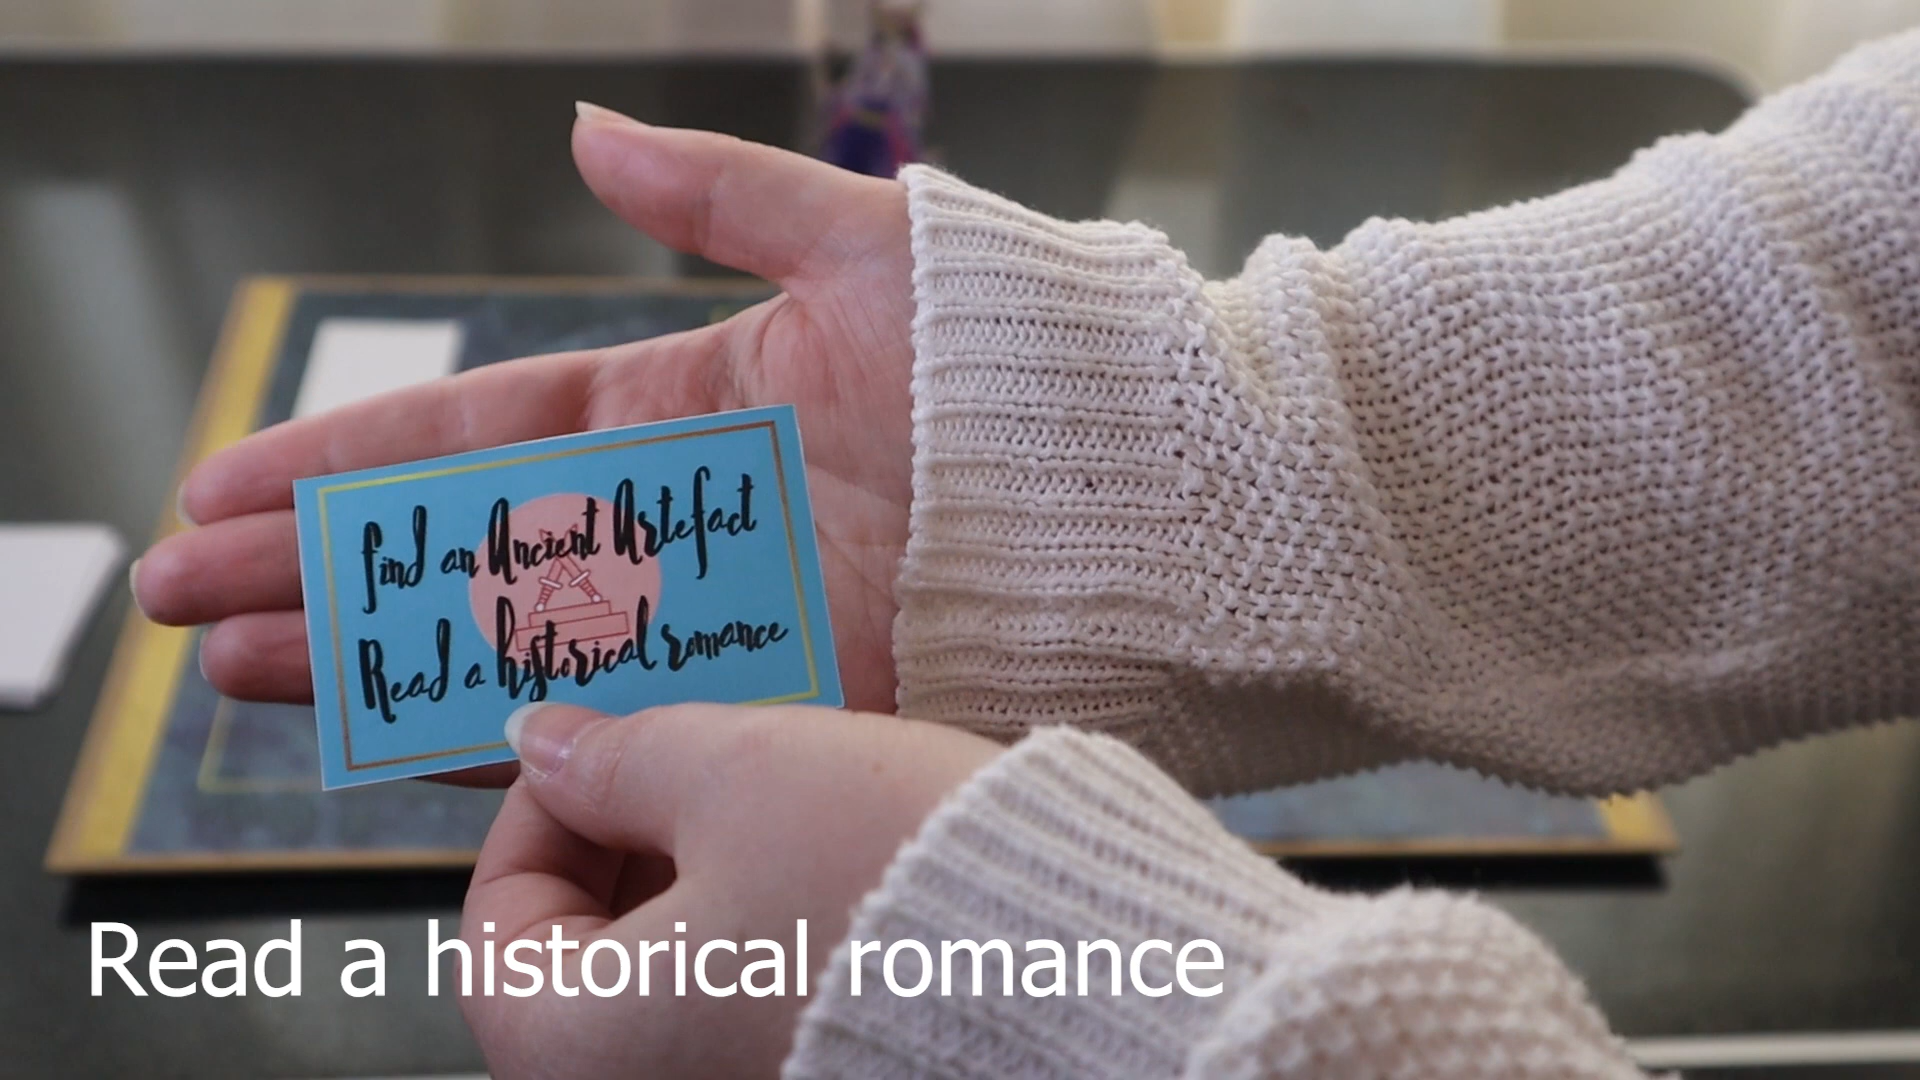 find an Ancient Artefact
Read a historical romance
Read a historical romance